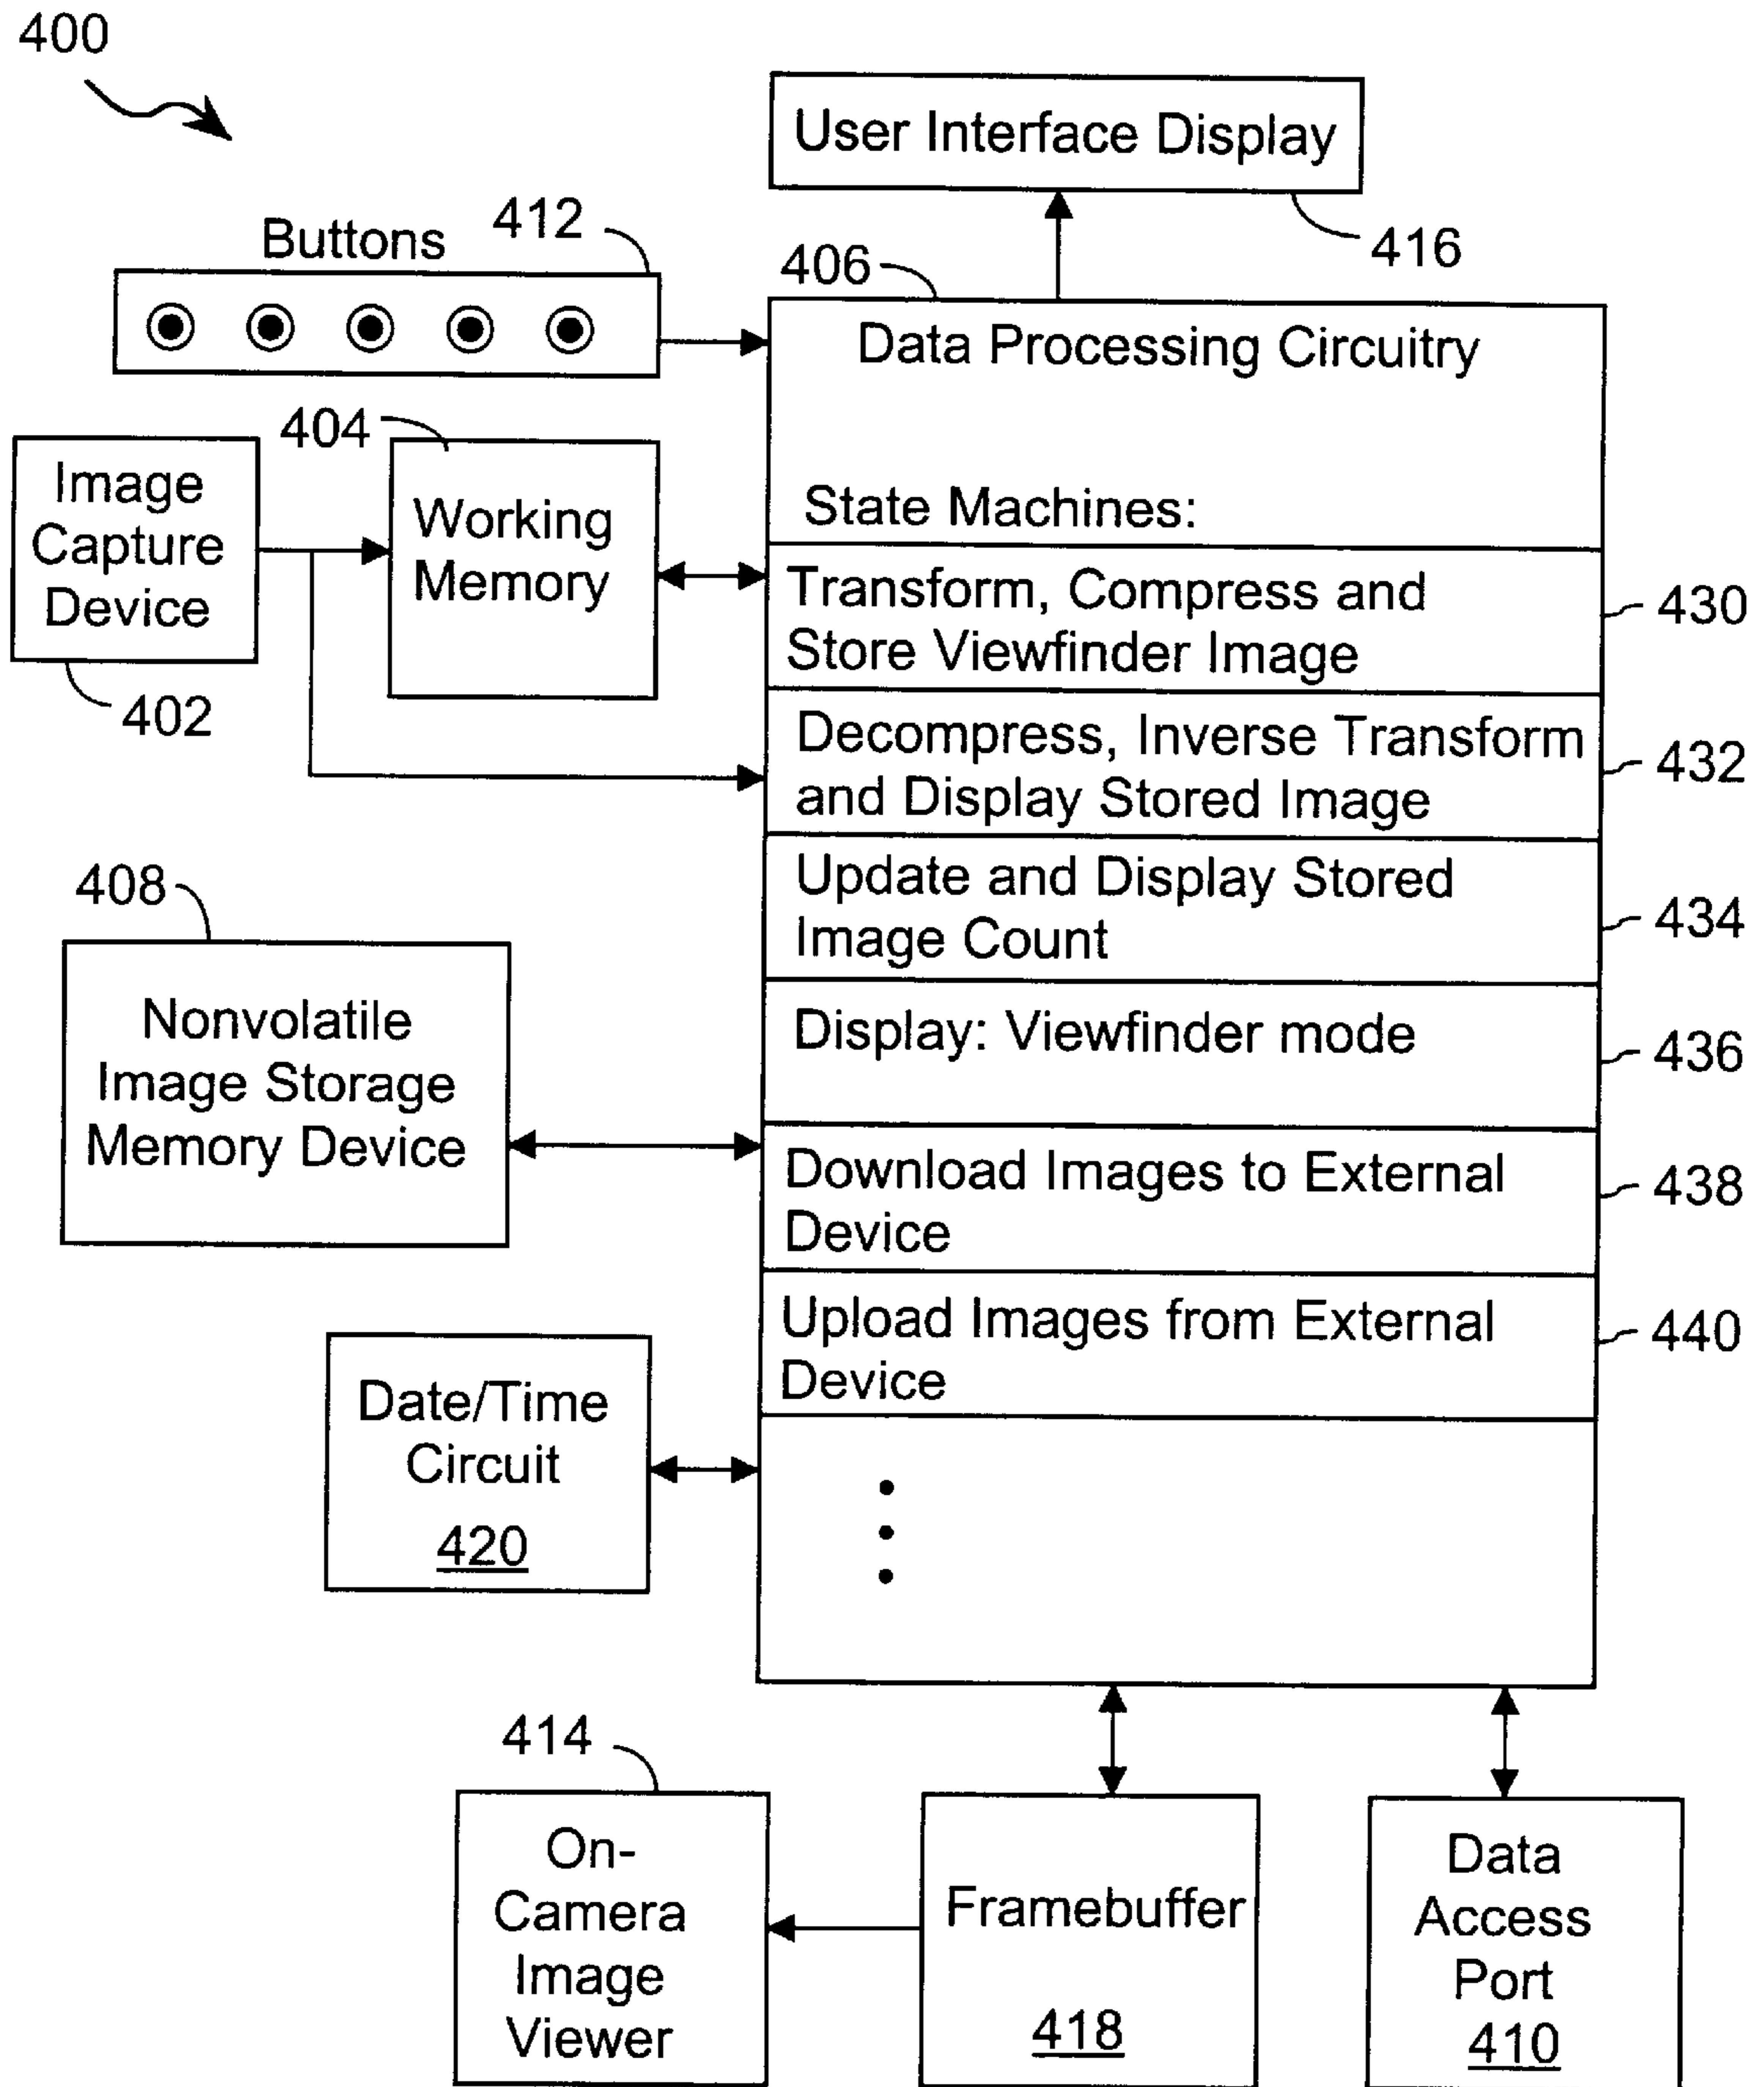 400
User Interface Display
416
Buttons
412
406
Data Processing Circuitry
State Machines:
404
Image
Capture
Device
402
Working
Memory
Transform, Compress and
Store Viewfinder Image
430
Decompress, Inverse Transform
and Display Stored Image
432
Update and Display Stored
Image Count
434
408
Nonvolatile
Image Storage
Memory Device
Display: Viewfinder mode
436
Download Images to External
Device
438
Upload Images from External
Device
440
Date/Time
Circuit
420
414
On-
Camera
Image
Viewer
Framebuffer
418
Data
Access
Port
410